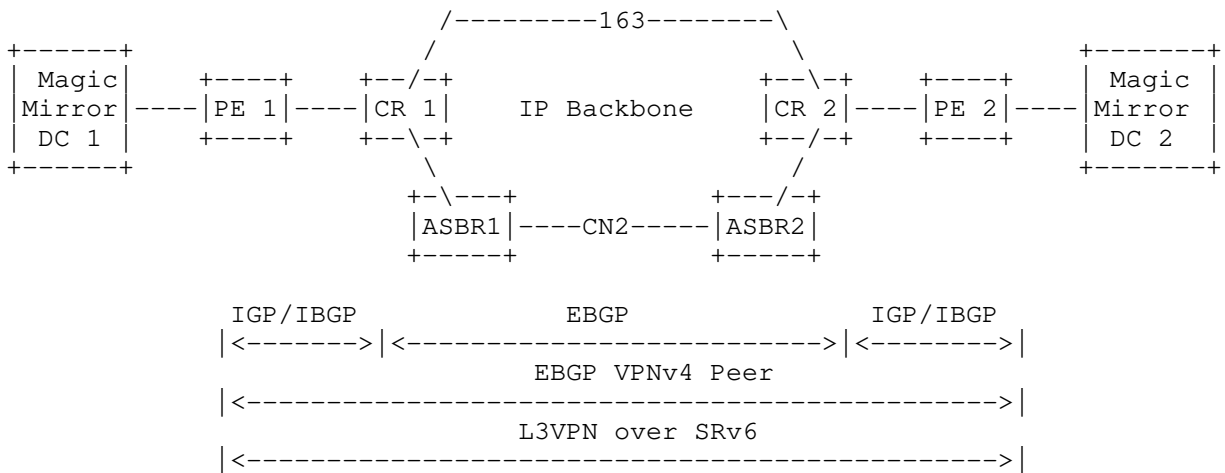 163
Magic Magic
Mirror PE 1 CR 1 IP Backbone CR 2 PE 2 Mirror
DC 1 DC 2
ASBR1 CN2 ASBR2
IGP/IBGP EBGP IGP/IBGP
EBGP VPNv4 Peer
L3VPN over SRv6